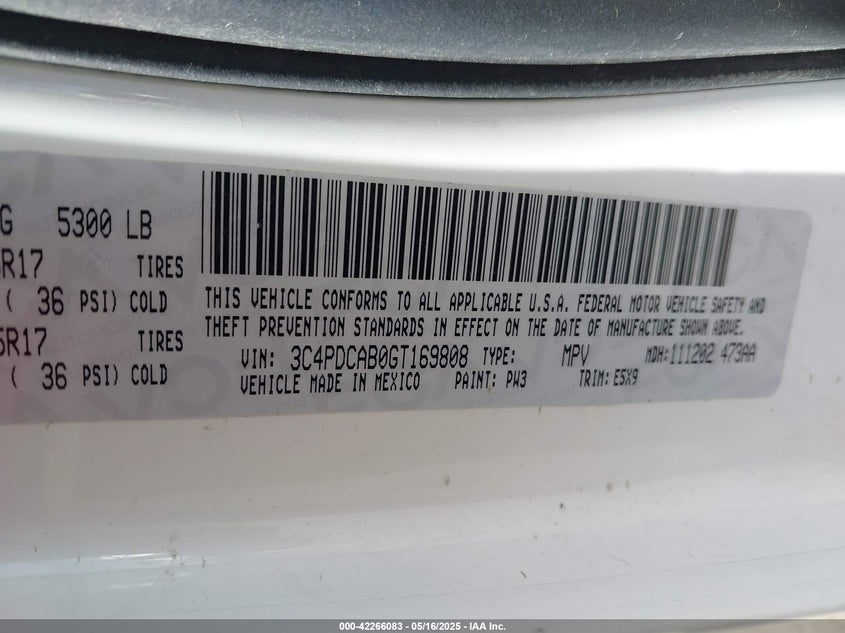 G 5300 LB
R17 TIRES
( 36 PSI) COLD
5R17 TIRES
( 36 PSI) COLD
THIS VEHICLE CONFORMS TO ALL APPLICABLE U.S.A. FEDERAL MOTOR VEHICLE SAFETY AND
THEFT PREVENTION STANDARDS IN EFFECT ON THE DATE OF MANUFACTURE SHOWN ABOVE.
VIN: 3C4PDCAB0GT169808 TYPE: MPV MDH:111202 473AA
VEHICLE MADE IN MEXICO PAINT: PW3 TRIM: E5X9
000-42266083 - 05/16/2025 - IAA Inc.